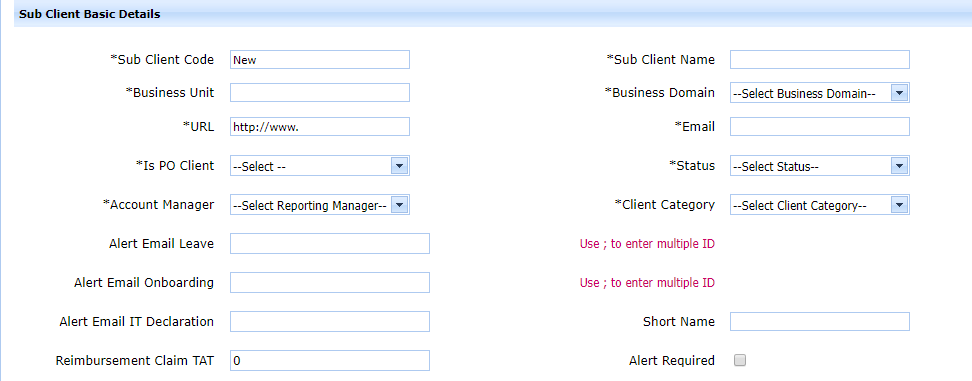 Sub Client Basic Details
*Sub Client Code New *Sub Client Name
*Business Unit *Business Domain --Select Business Domain--
*URL http://www. *Email
*Is PO Client --Select -- *Status --Select Status--
*Account Manager --Select Reporting Manager-- *Client Category --Select Client Category--
Alert Email Leave Use ; to enter multiple ID
Alert Email Onboarding Use ; to enter multiple ID
Alert Email IT Declaration Short Name
Reimbursement Claim TAT 0 Alert Required